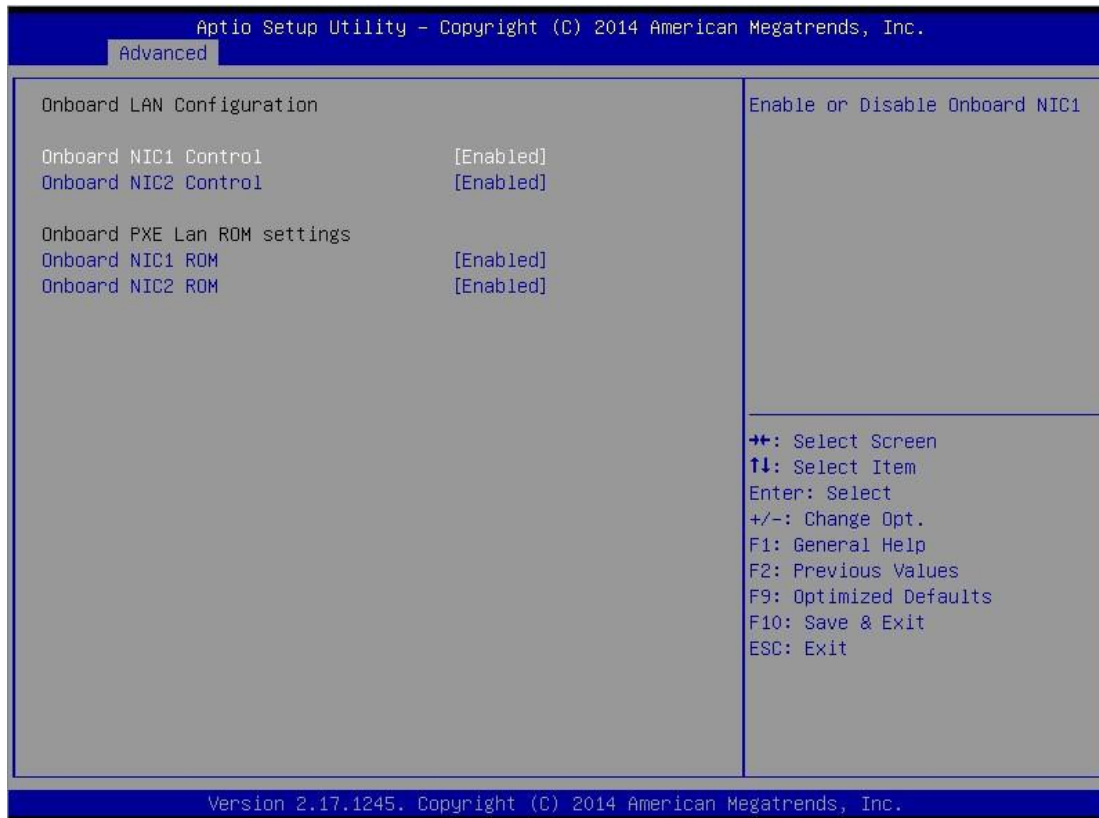 Aptio Setup Utility – Copyright (C) 2014 American Megatrends, Inc.
Advanced
Onboard LAN Configuration
Onboard NIC1 Control [Enabled]
Onboard NIC2 Control [Enabled]
Onboard PXE Lan ROM settings
Onboard NIC1 ROM [Enabled]
Onboard NIC2 ROM [Enabled]
Enable or Disable Onboard NIC1
→←: Select Screen
↑↓: Select Item
Enter: Select
+/-: Change Opt.
F1: General Help
F2: Previous Values
F9: Optimized Defaults
F10: Save & Exit
ESC: Exit
Version 2.17.1245. Copyright (C) 2014 American Megatrends, Inc.